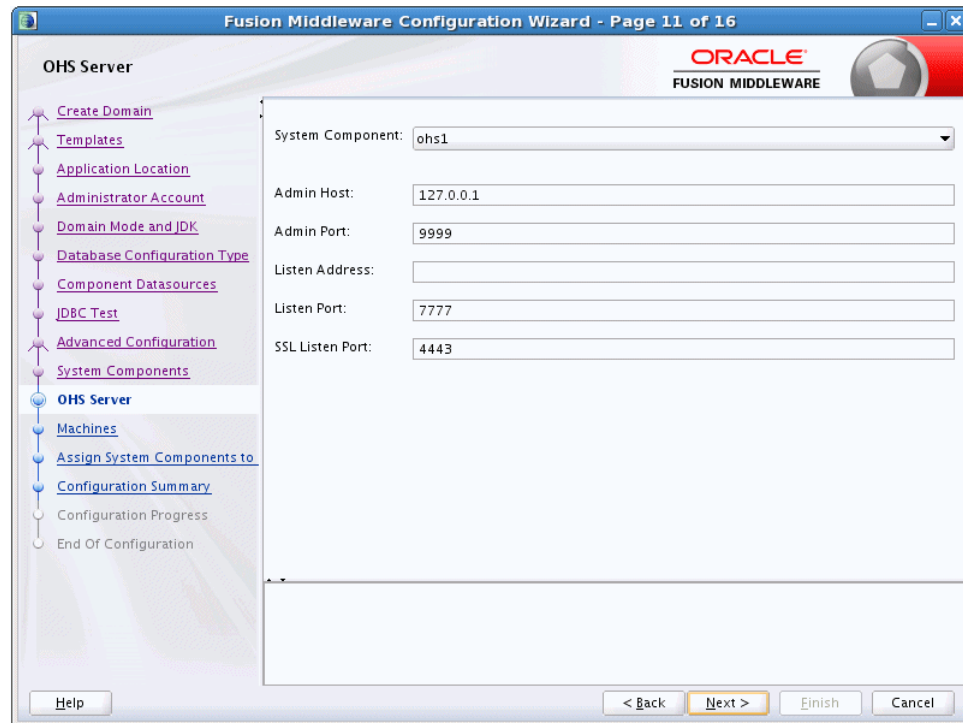 Fusion Middleware Configuration Wizard - Page 11 of 16
OHS Server
ORACLE
FUSION MIDDLEWARE
Create Domain
Templates
Application Location
Administrator Account
Domain Mode and JDK
Database Configuration Type
Component Datasources
JDBC Test
Advanced Configuration
System Components
OHS Server
Machines
Assign System Components to
Configuration Summary
Configuration Progress
End Of Configuration
System Component: ohs1
Admin Host: 127.0.0.1
Admin Port: 9999
Listen Address:
Listen Port: 7777
SSL Listen Port: 4443
Help
< Back
Next >
Finish
Cancel